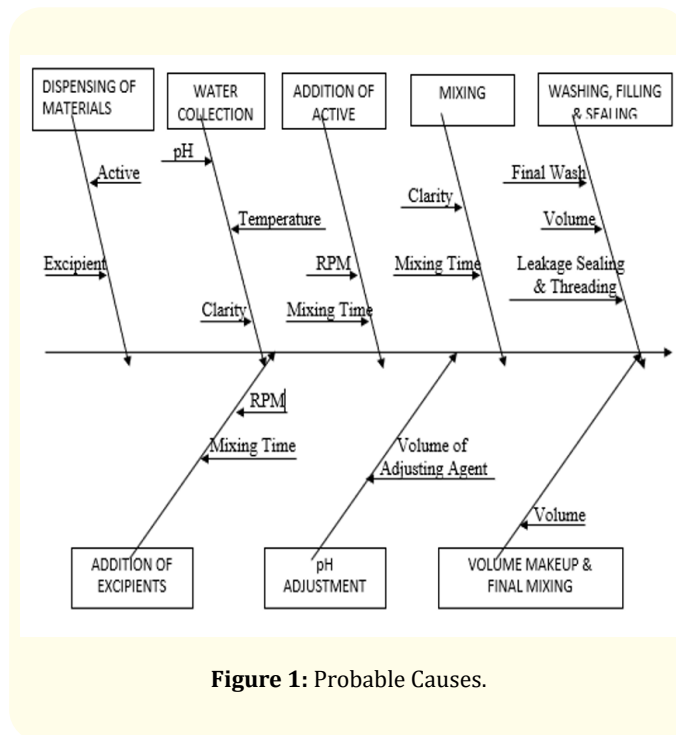 DISPENSING OF
MATERIALS
WATER
COLLECTION
ADDITION OF
ACTIVE
MIXING
WASHING, FILLING
& SEALING
Active
Excipient
pH
Temperature
Clarity
RPM
Mixing Time
Clarity
Mixing Time
Final Wash
Volume
Leakage Sealing
& Threading
RPM
Mixing Time
Volume of
Adjusting Agent
Volume
ADDITION OF
EXCIPIENTS
pH
ADJUSTMENT
VOLUME MAKEUP &
FINAL MIXING
Figure 1: Probable Causes.